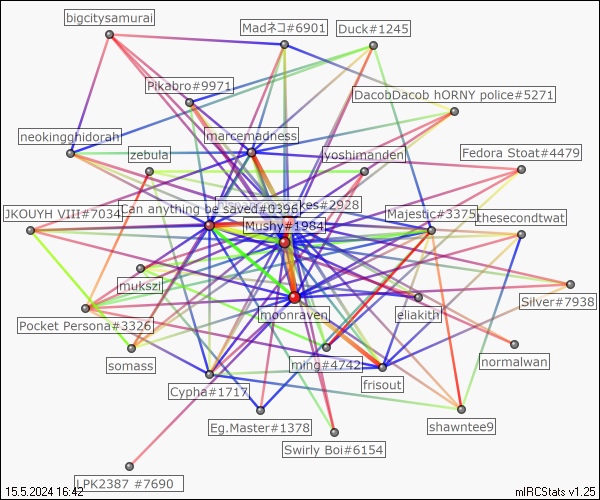 bigcitysamurai
Madネコ#6901
Duck#1245
Pikabro#9971
DacobDacob hORNY police#5271
neokingghidorah
marcemadness
zebula
yoshimanden
Fedora Stoat#4479
kes#2928
JKOUYH VIII#7034
Can anything be saved#0396
Majestic#3375
thesecondtwat
Mushy#1984
mukszi
Silver#7938
Pocket Persona#3326
moonraven
eliakith
somass
ming#4742
normalwan
Cypha#1717
frisout
Eg.Master#1378
shawntee9
Swirly Boi#6154
LPK2387 #7690
15.5.2024 16:42
mIRCStats v1.25